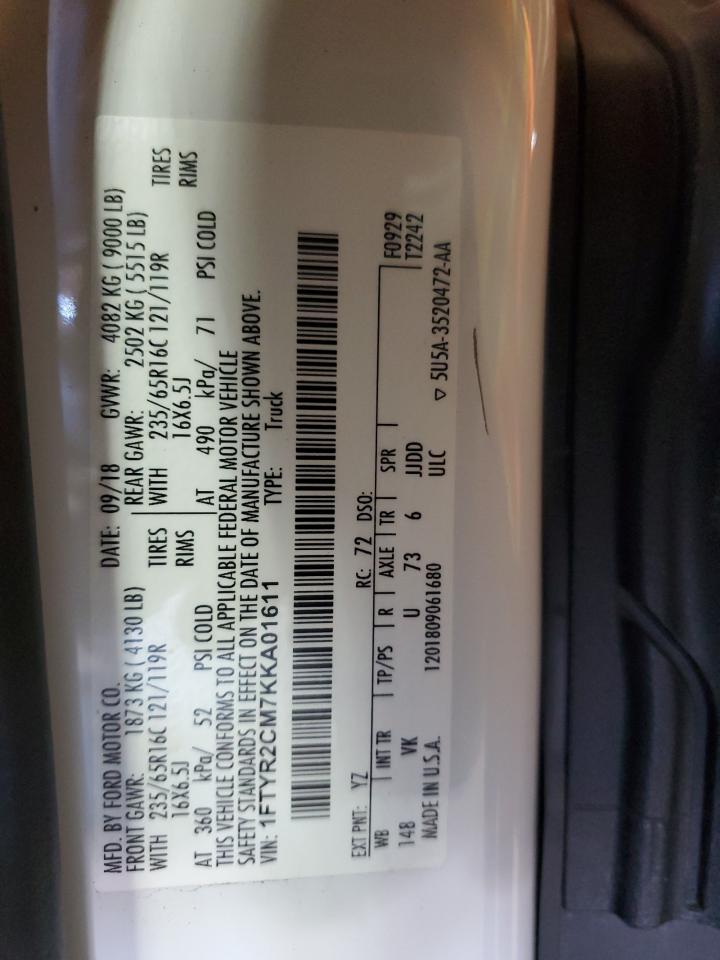 MFD. BY FORD MOTOR CO. DATE: 09/18 GVWR: 4082 KG ( 9000 LB)
FRONT GAWR: 1873 KG ( 4130 LB) REAR GAWR: 2502 KG ( 5515 LB)
WITH 235/65R16C 121/119R TIRES WITH 235/65R16C 121/119R TIRES
16X6.5J RIMS 16X6.5J RIMS
AT 360 kPa/ 52 PSI COLD AT 490 kPa/ 71 PSI COLD
THIS VEHICLE CONFORMS TO ALL APPLICABLE FEDERAL MOTOR VEHICLE
SAFETY STANDARDS IN EFFECT ON THE DATE OF MANUFACTURE SHOWN ABOVE.
VIN: 1FTYR2CM7KKA01611 TYPE: Truck
EXT PNT: YZ RC: 72 DSO: F0929
WB INT TR TP/PS R AXLE TR SPR T2242
148 VK U 73 6 JJDD
MADE IN U.S.A. 1201809061680 ULC ▽ 5U5A-3520472-AA